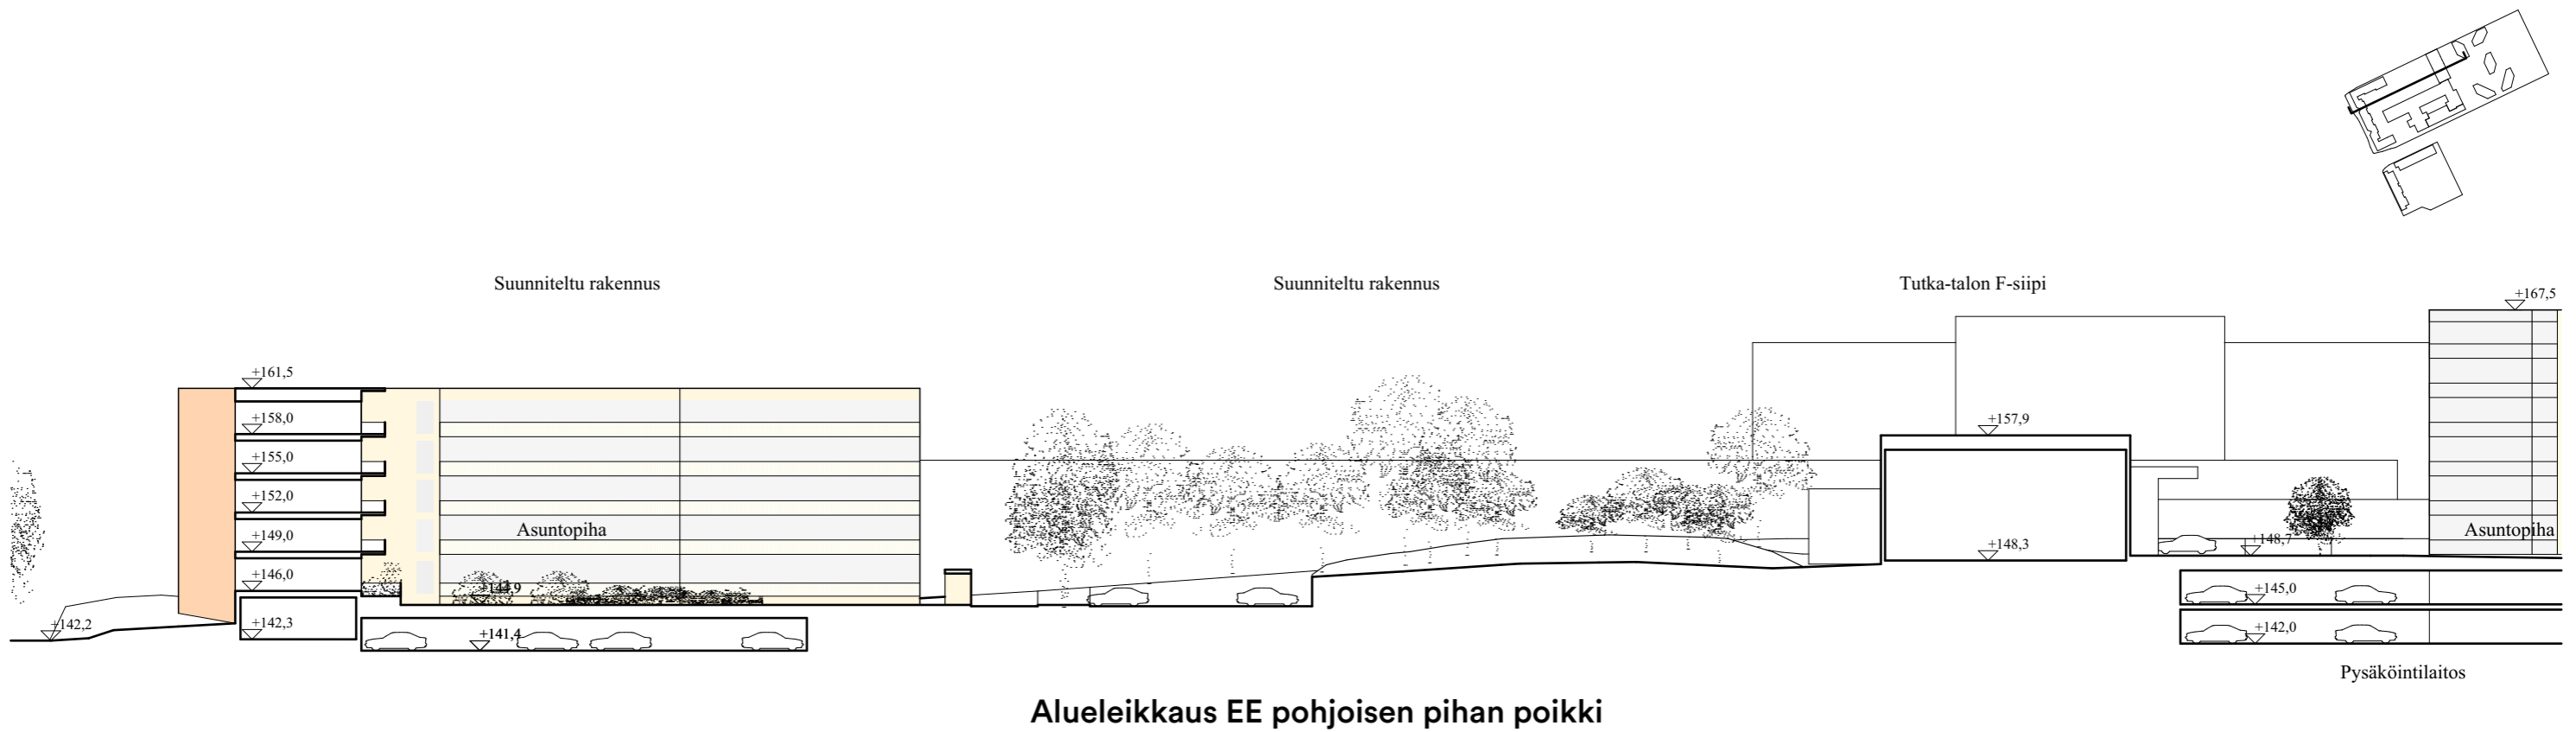 Suunniteltu rakennus
Suunniteltu rakennus
Tutka-talon F-siipi
+167,5
+161,5
+158,0
+155,0
+152,0
+149,0
+146,0
+142,3
+142,2
Asuntopiha
+141,4
+157,9
+148,3
+148,7
Asuntopiha
+145,0
+142,0
Pysäköintilaitos
Alueleikkaus EE pohjoisen pihan poikki